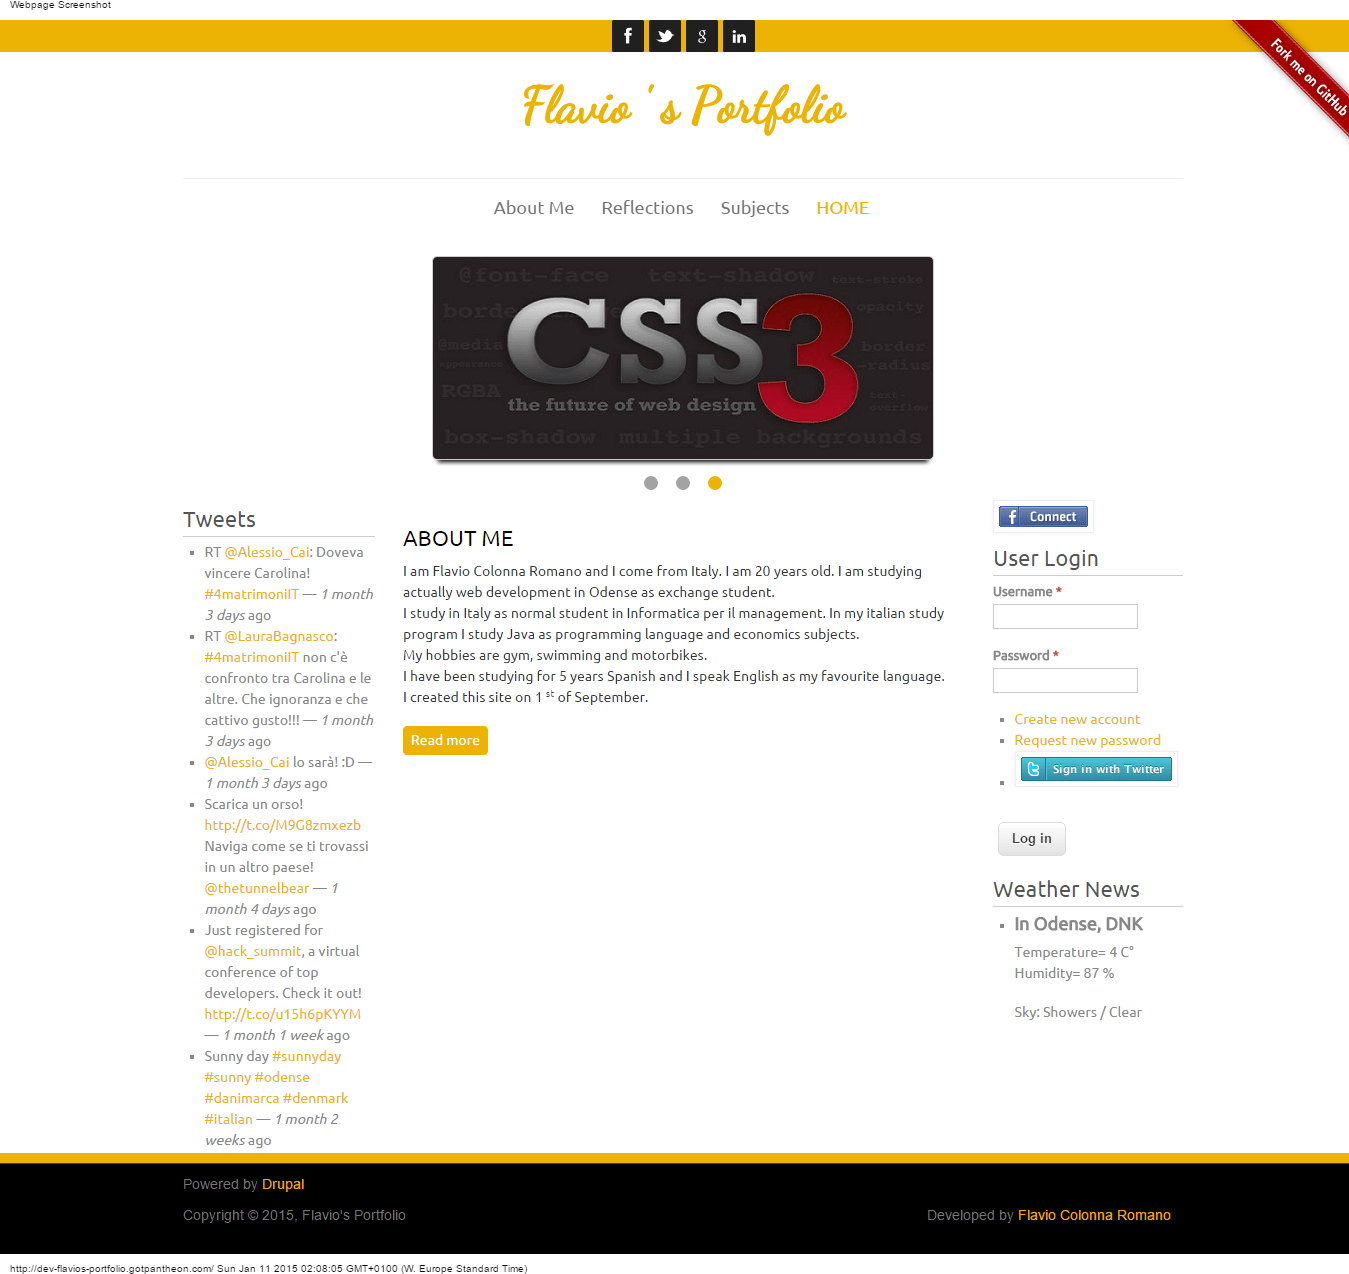 Webpage Screenshot
Fork me on GitHub
Flavio ' s Portfolio
About Me Reflections Subjects HOME
@font-face text-shadow text-stroke
opacity
@media
border
-radius
appearance
RGBA
text-
overflow
CSS3
the future of web design
box-shadow multiple backgrounds
Tweets
RT @Alessio_Cai: Doveva
vincere Carolina!
#4matrimoniIT — 1 month
3 days ago
RT @LauraBagnasco:
#4matrimoniIT non c'è
confronto tra Carolina e le
altre. Che ignoranza e che
cattivo gusto!!! — 1 month
3 days ago
@Alessio_Cai lo sarà! :D —
1 month 3 days ago
Scarica un orso!
http://t.co/M9G8zmxezb
Naviga come se ti trovassi
in un altro paese!
@thetunnelbear — 1
month 4 days ago
Just registered for
@hack_summit, a virtual
conference of top
developers. Check it out!
http://t.co/u15h6pKYYM
— 1 month 1 week ago
Sunny day #sunnyday
#sunny #odense
#danimarca #denmark
#italian — 1 month 2
weeks ago
ABOUT ME
I am Flavio Colonna Romano and I come from Italy. I am 20 years old. I am studying
actually web development in Odense as exchange student.
I study in Italy as normal student in Informatica per il management. In my italian study
program I study Java as programming language and economics subjects.
My hobbies are gym, swimming and motorbikes.
I have been studying for 5 years Spanish and I speak English as my favourite language.
I created this site on 1 st of September.
Read more
f Connect
User Login
Username *
Password *
Create new account
Request new password
Sign in with Twitter
Log in
Weather News
In Odense, DNK
Temperature= 4 C°
Humidity= 87 %
Sky: Showers / Clear
Powered by Drupal
Copyright © 2015, Flavio's Portfolio
Developed by Flavio Colonna Romano
http://dev-flavios-portfolio.gotpantheon.com/ Sun Jan 11 2015 02:08:05 GMT+0100 (W. Europe Standard Time)